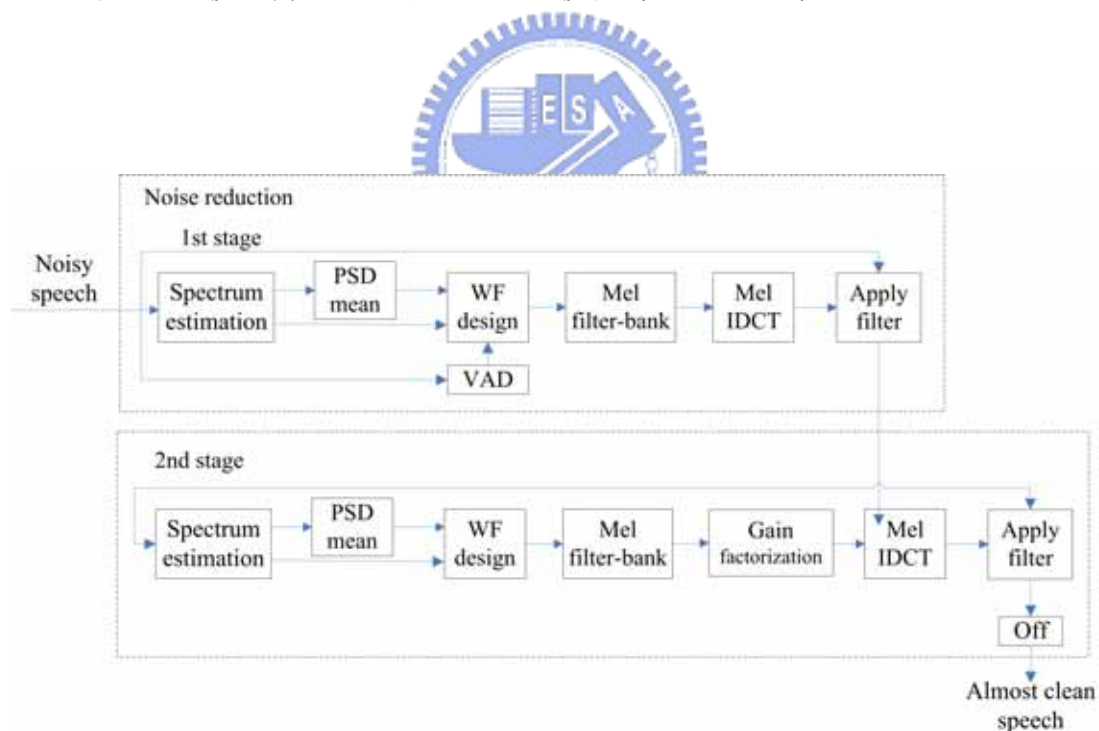 ESA
Noise reduction
1st stage
Noisy
speech
Spectrum
estimation
PSD
mean
WF
design
VAD
Mel
filter-bank
Mel
IDCT
Apply
filter
2nd stage
Spectrum
estimation
PSD
mean
WF
design
Mel
filter-bank
Gain
factorization
Mel
IDCT
Apply
filter
Off
Almost clean
speech